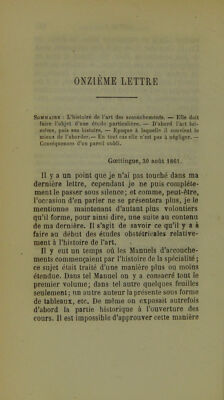 ONZIÈME LETTRE
SOMMAIRE : L'histoire de l'art des accouchements. — Elle doit
faire l'objet d'une étude particulière. — D'abord l'art lui-
même, puis son histoire. — Epoque à laquelle il convient le
mieux de l'aborder. — En tout cas elle n'est pas à négliger. —
Conséquences d'un pareil oubli.
Gœttingue, 30 août 1861.
Il y a un point que je n'ai pas touché dans ma
dernière lettre, cependant je ne puis complète-
ment le passer sous silence; et comme, peut-être,
l'occasion d'en parler ne se présentera plus, je le
mentionne maintenant d'autant plus volontiers
qu'il forme, pour ainsi dire, une suite au contenu
de ma dernière. Il s'agit de savoir ce qu'il y a à
faire au début des études obstétricales relative-
ment à l'histoire de l'art.
Il y eut un temps où les Manuels d'accouche-
ments commençaient par l'histoire de la spécialité;
ce sujet était traité d'une manière plus ou moins
étendue. Dans tel Manuel on y a consacré tout le
premier volume; dans tel autre quelques feuilles
seulement; un autre auteur la présente sous forme
de tableaux, etc. De même on exposait autrefois
d'abord la partie historique à l'ouverture des
cours. Il est impossible d'approuver cette manière